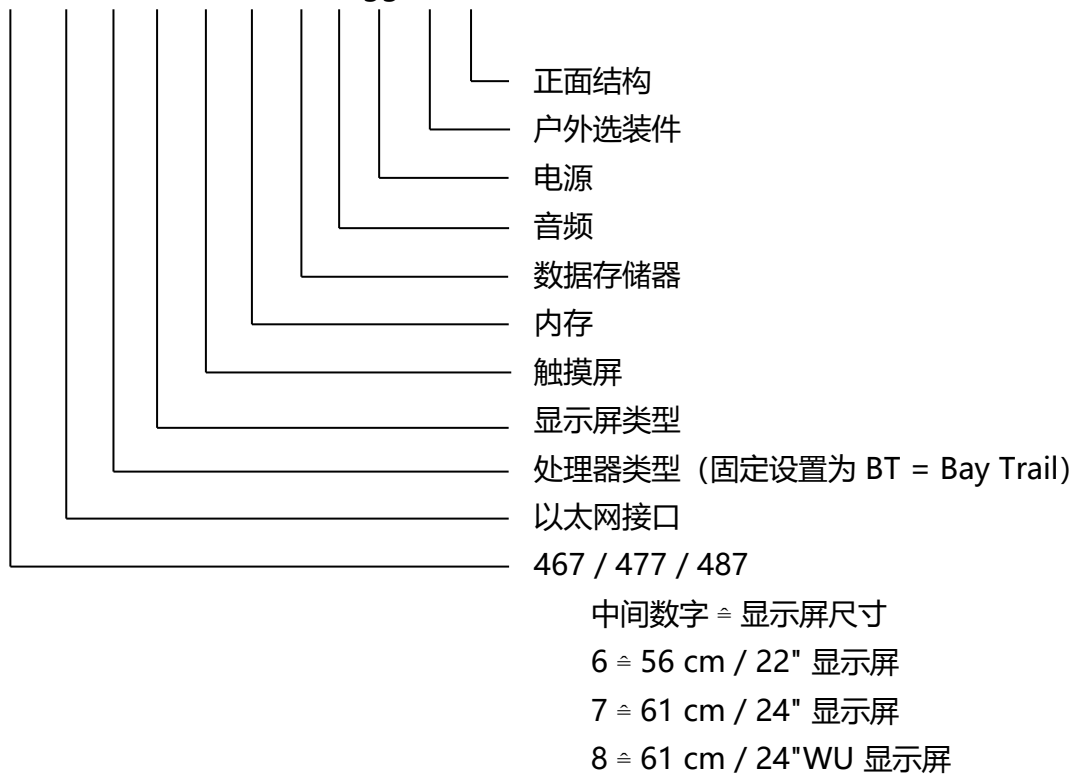 正面结构
户外选装件
电源
音频
数据存储器
内存
触摸屏
显示屏类型
处理器类型（固定设置为 BT = Bay Trail）
以太网接口
467 / 477 / 487
中间数字 ≙ 显示屏尺寸
6 ≙ 56 cm / 22" 显示屏
7 ≙ 61 cm / 24" 显示屏
8 ≙ 61 cm / 24"WU 显示屏